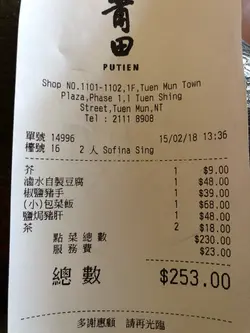 莆田
PUTIEN
Shop NO.1101-1102,1F,Tuen Mun Town
Plaza,Phase 1,1 Tuen Shing
Street,Tuen Mun,NT
Tel : 2111 8908
單號 14996 15/02/18 13:36
檯號 16 2 人 Sofina Sing
芥 1 $9.00
滷水自製豆腐 1 $48.00
椒鹽豬手 1 $39.00
(小)包菜飯 1 $68.00
鹽焗豬肝 1 $48.00
茶 2 $18.00
點菜總數 $230.00
服務費 $23.00
總數 $253.00
多謝惠顧 請再光臨